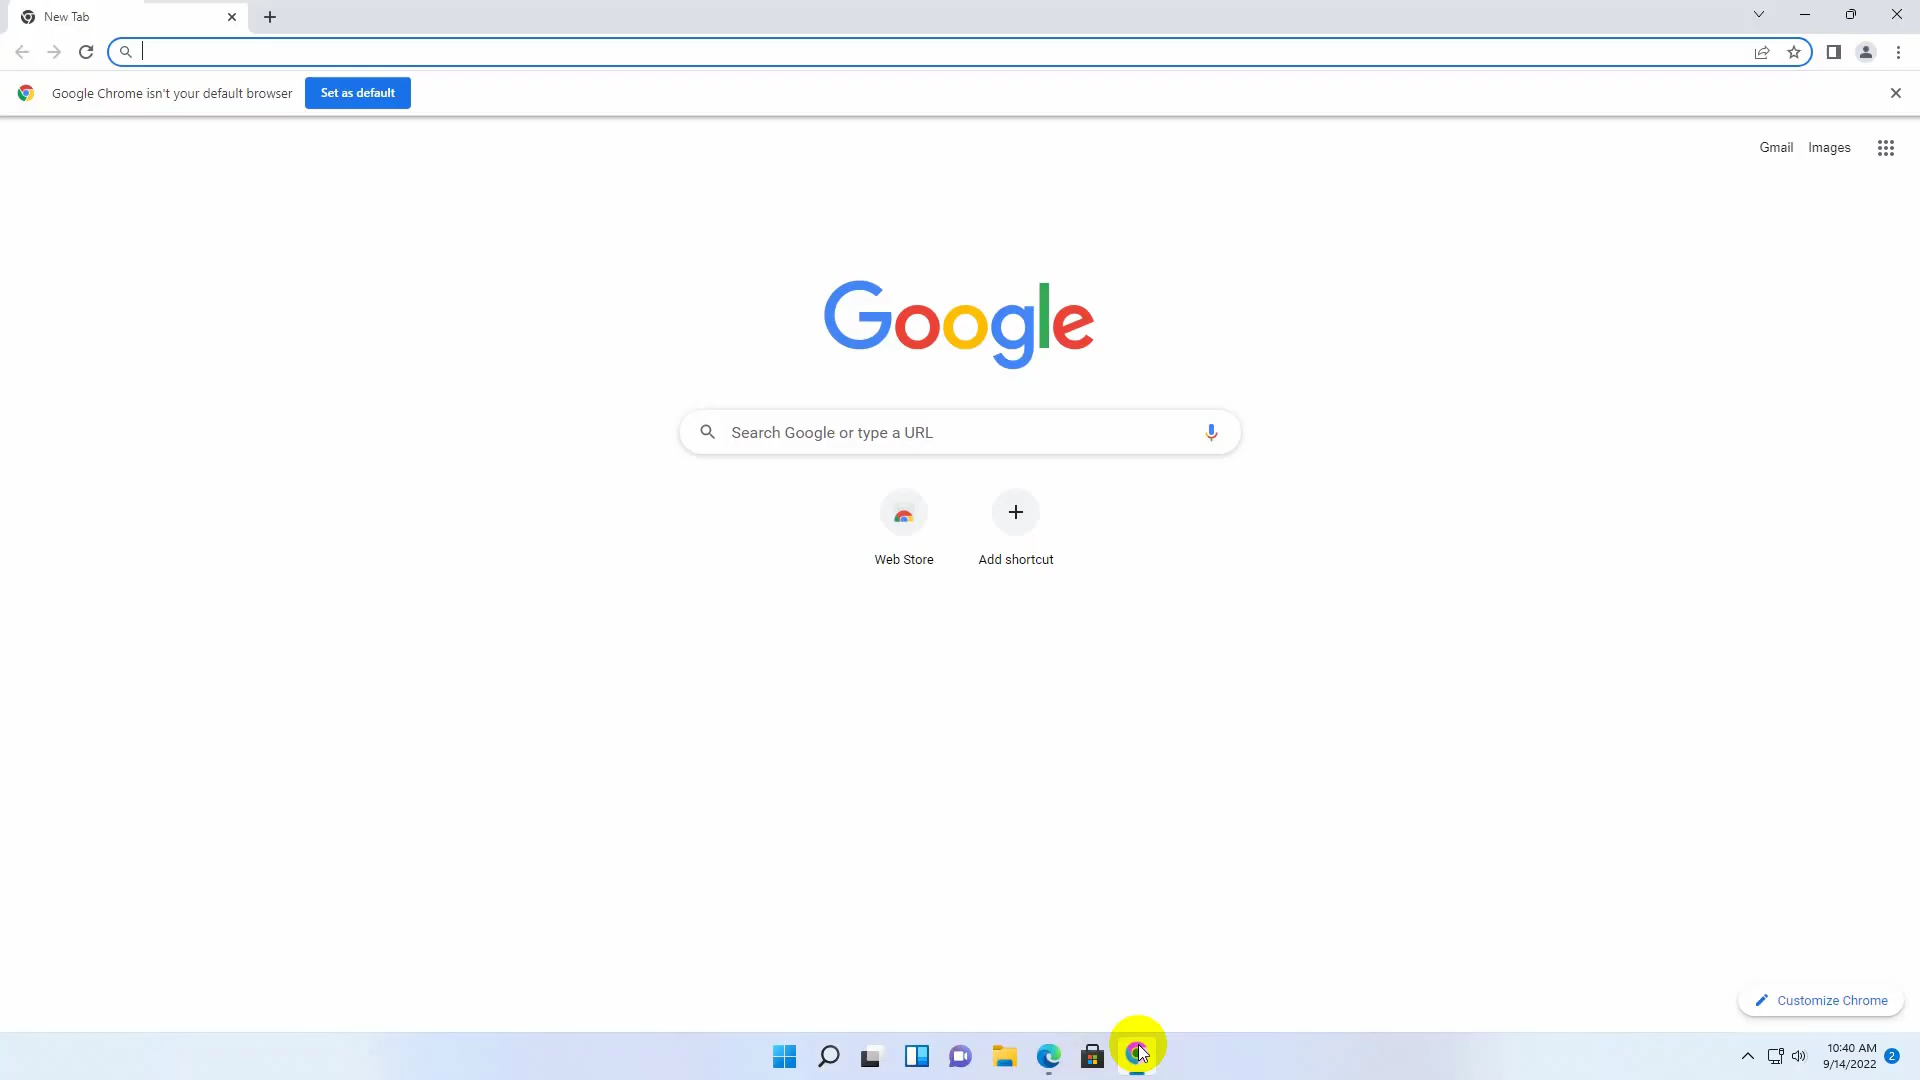 New Tab
Google Chrome isn't your default browser
Set as default
Gmail
Images
Google
Search Google or type a URL
Web Store
Add shortcut
Customize Chrome
10:40 AM
9/14/2022
2